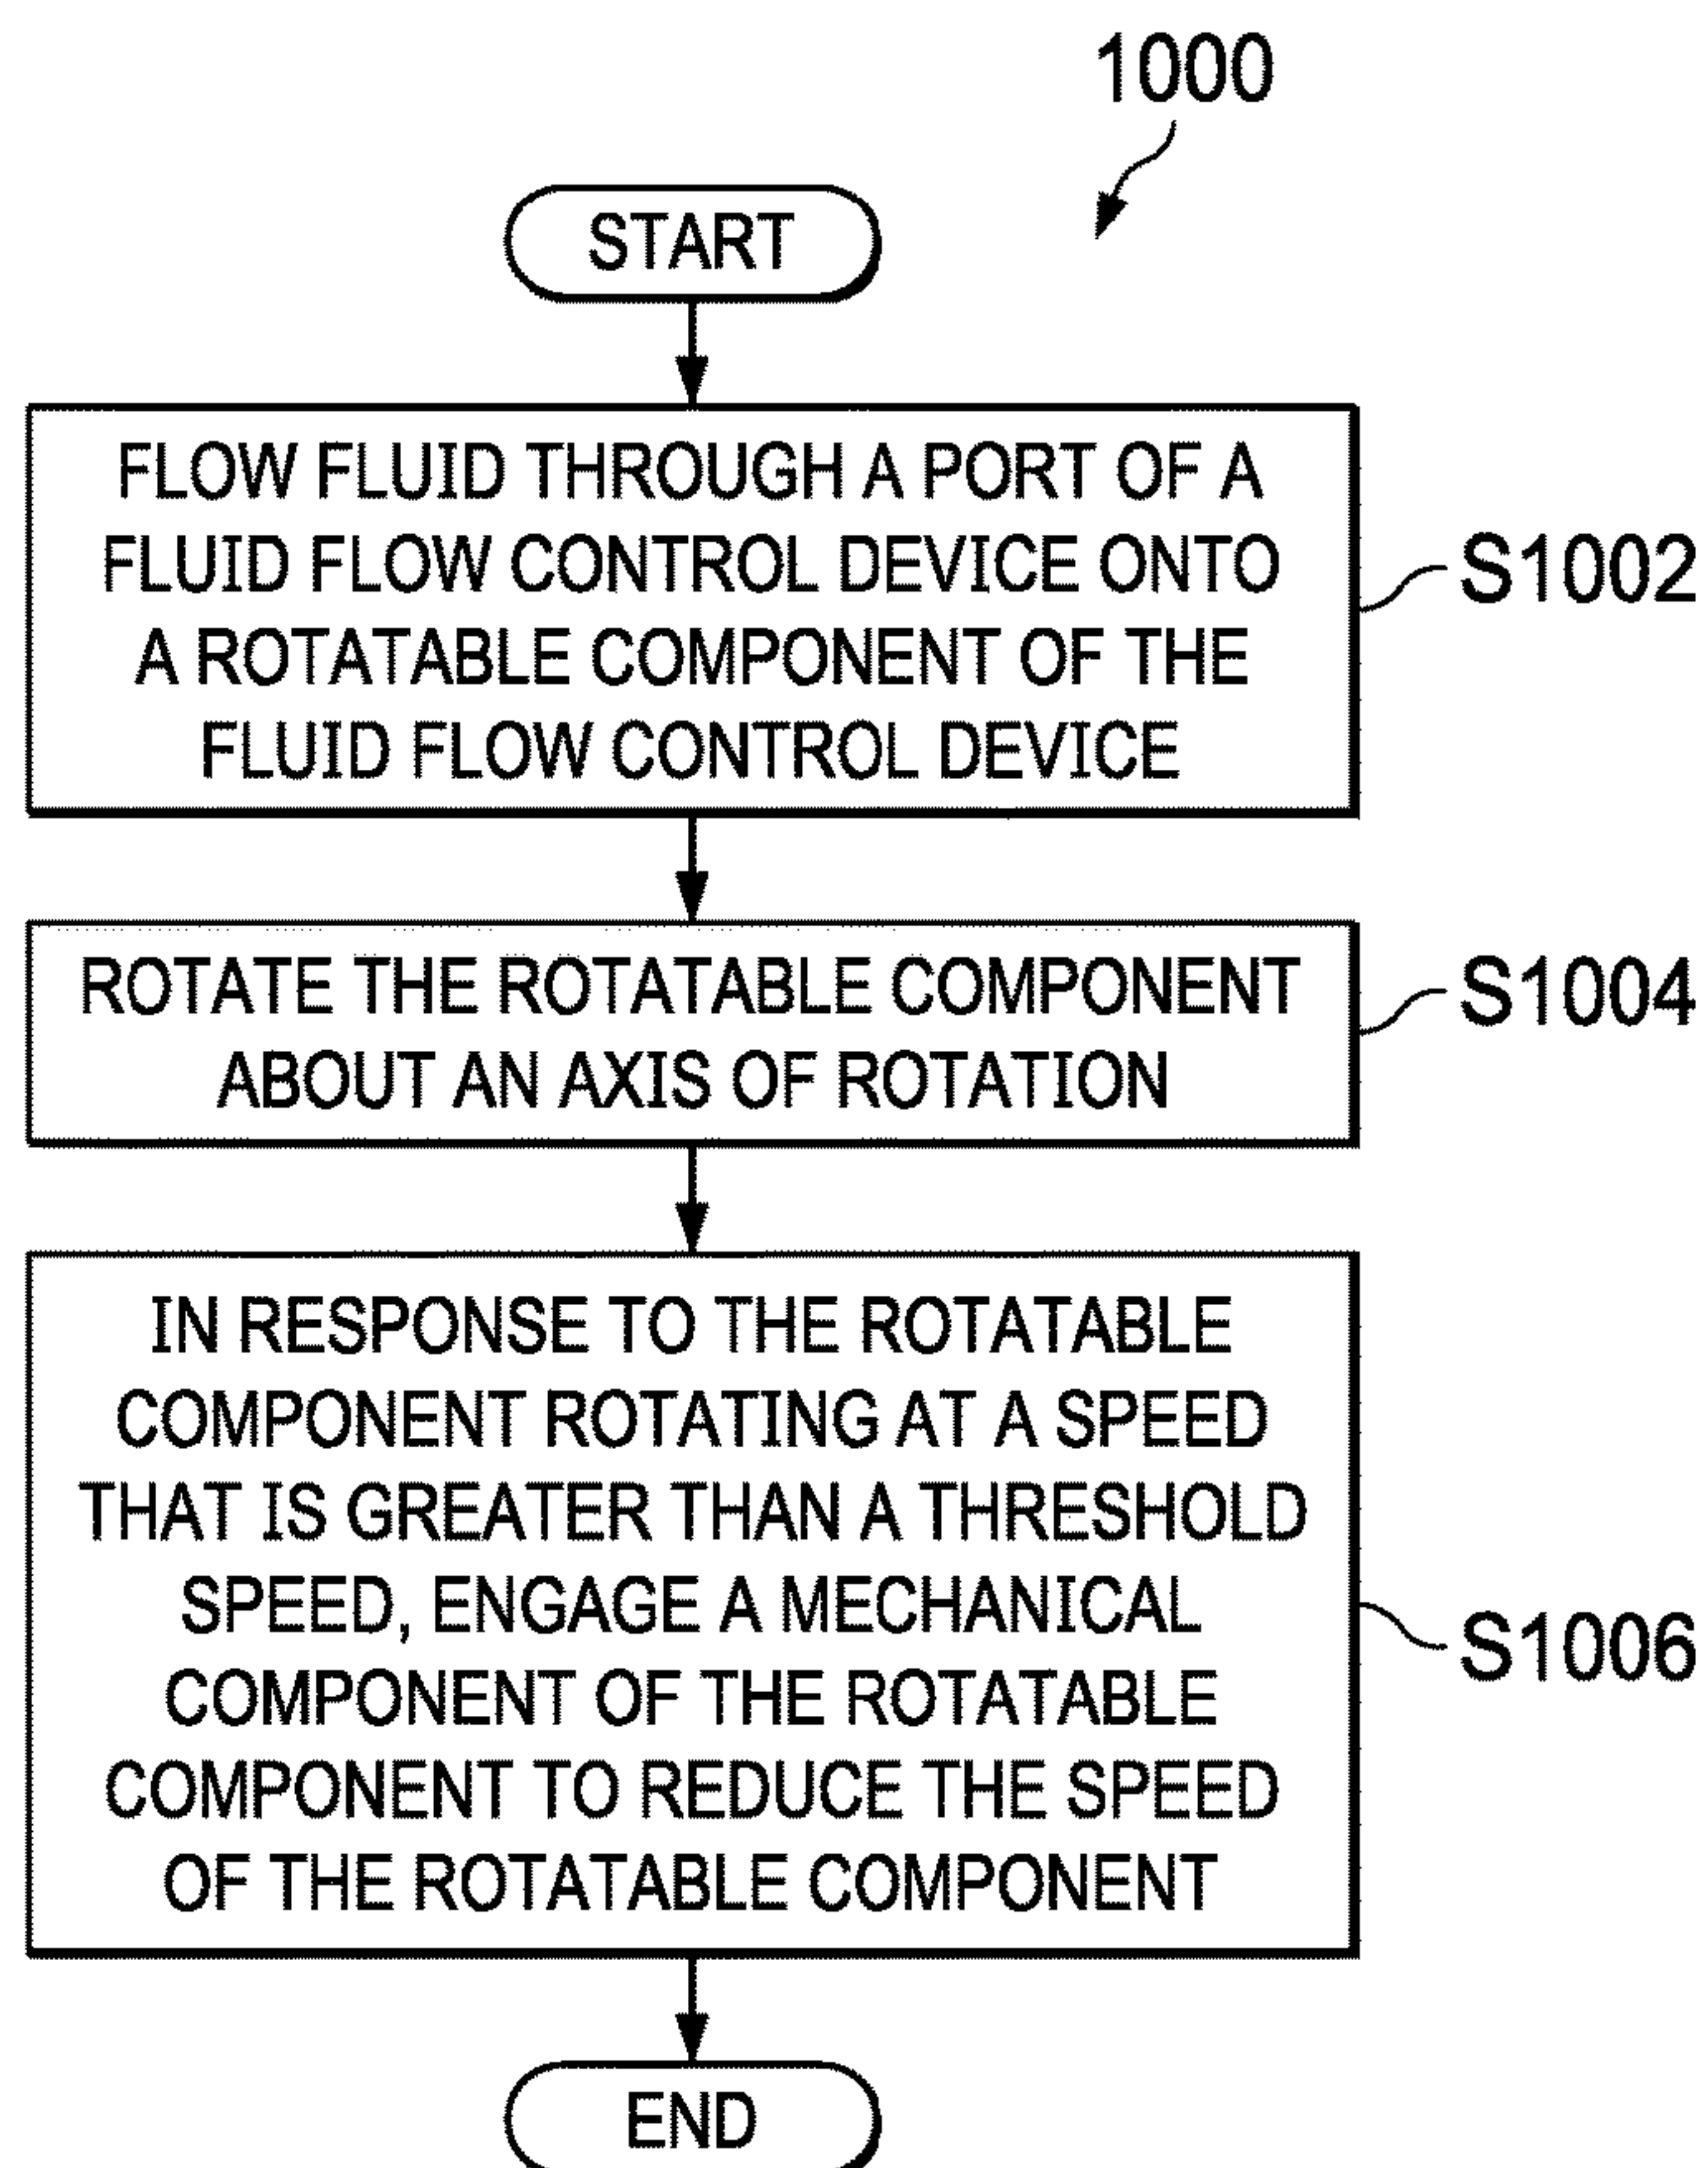 1000
START
FLOW FLUID THROUGH A PORT OF A
FLUID FLOW CONTROL DEVICE ONTO
A ROTATABLE COMPONENT OF THE
FLUID FLOW CONTROL DEVICE
S1002
ROTATE THE ROTATABLE COMPONENT
ABOUT AN AXIS OF ROTATION
S1004
IN RESPONSE TO THE ROTATABLE
COMPONENT ROTATING AT A SPEED
THAT IS GREATER THAN A THRESHOLD
SPEED, ENGAGE A MECHANICAL
COMPONENT OF THE ROTATABLE
COMPONENT TO REDUCE THE SPEED
OF THE ROTATABLE COMPONENT
S1006
END